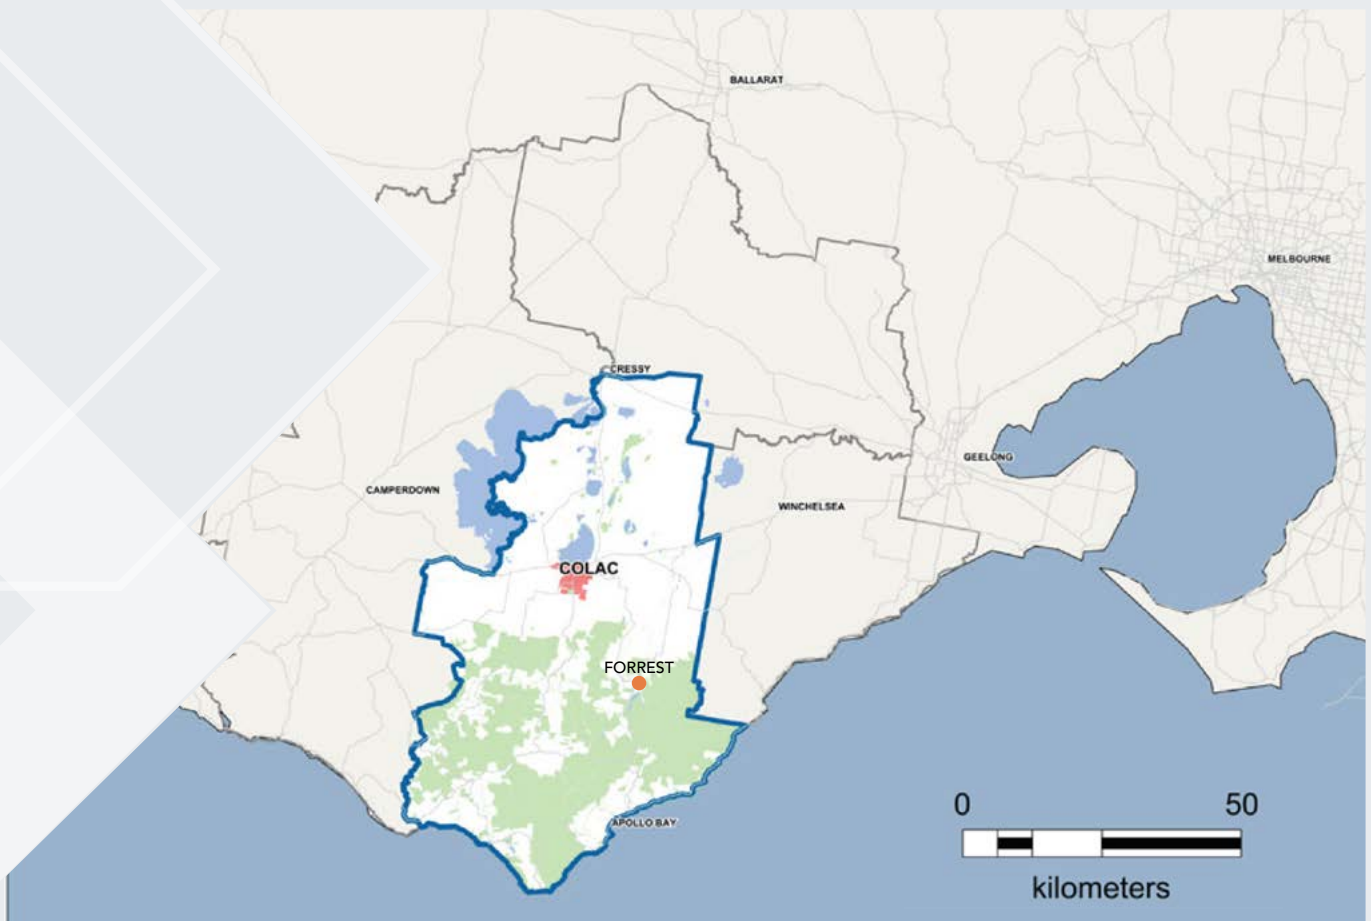 BALLARAT
MELBOURNE
CRESSY
GEELONG
CAMPERDOWN
WINCHELSEA
COLAC
FORREST
APOLLO BAY
0 50
kilometers